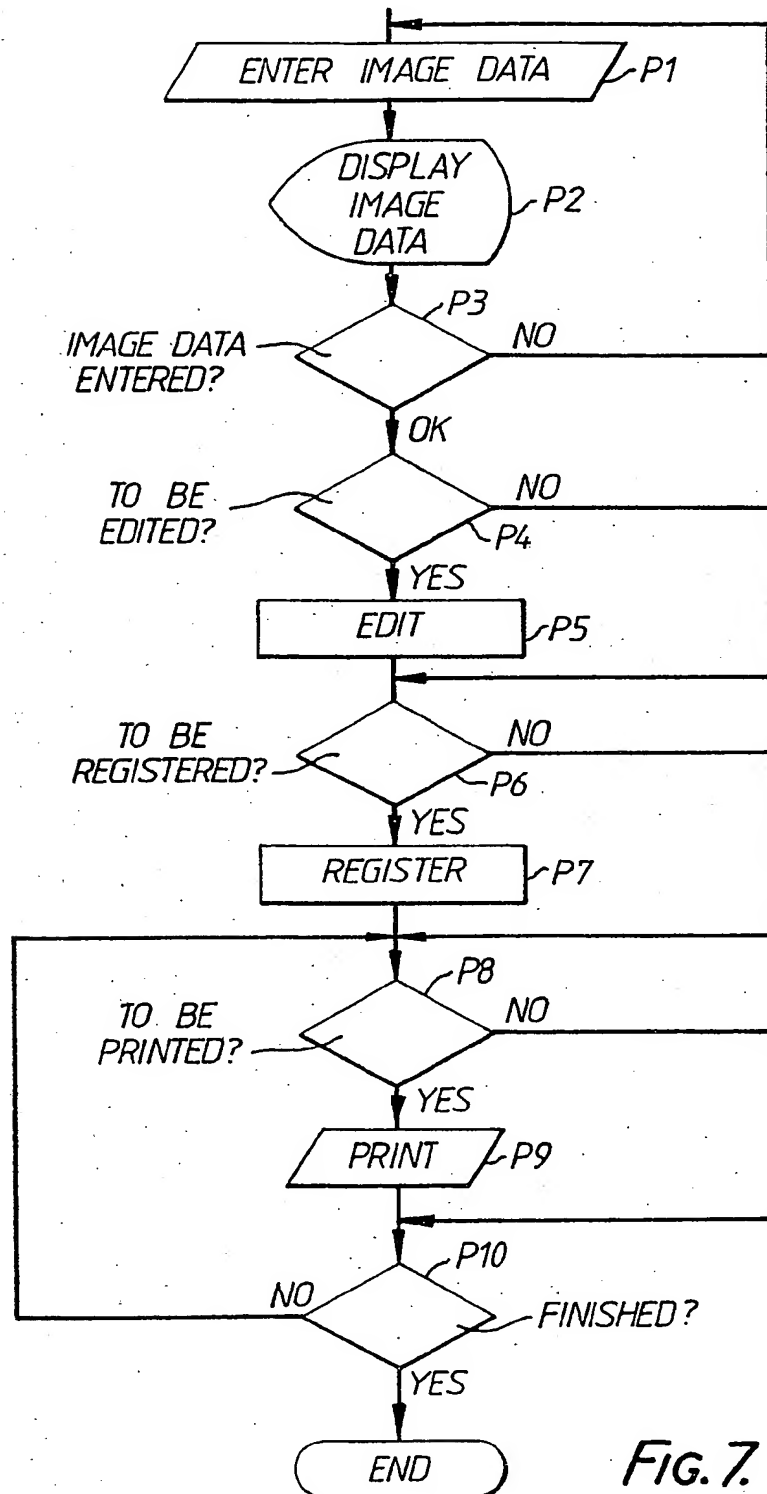 ENTER IMAGE DATA
P1
DISPLAY
IMAGE
DATA
P2
P3
IMAGE DATA
ENTERED?
NO
OK
TO BE
EDITED?
NO
P4
YES
EDIT
P5
TO BE
REGISTERED?
NO
P6
YES
REGISTER
P7
P8
TO BE
PRINTED?
NO
YES
PRINT
P9
P10
NO
FINISHED?
YES
END
FIG. 7.